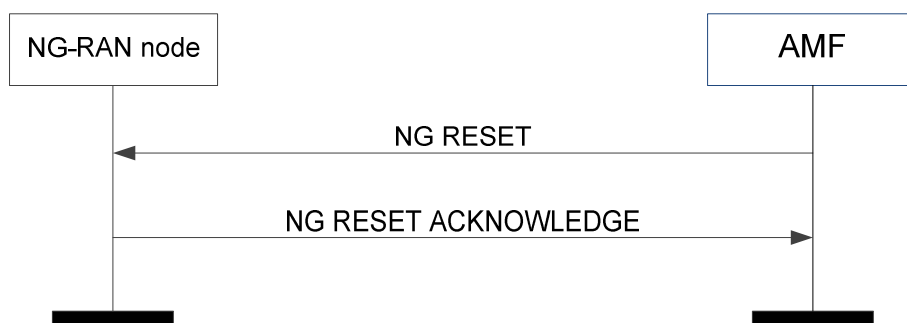 NG-RAN node
AMF
NG RESET
NG RESET ACKNOWLEDGE